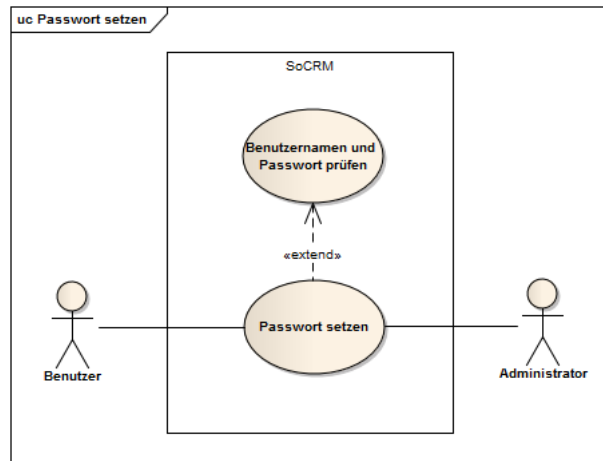 uc Passwort setzen
SoCRM
Benutzernamen und
Passwort prüfen
«extend»
Passwort setzen
Benutzer
Administrator